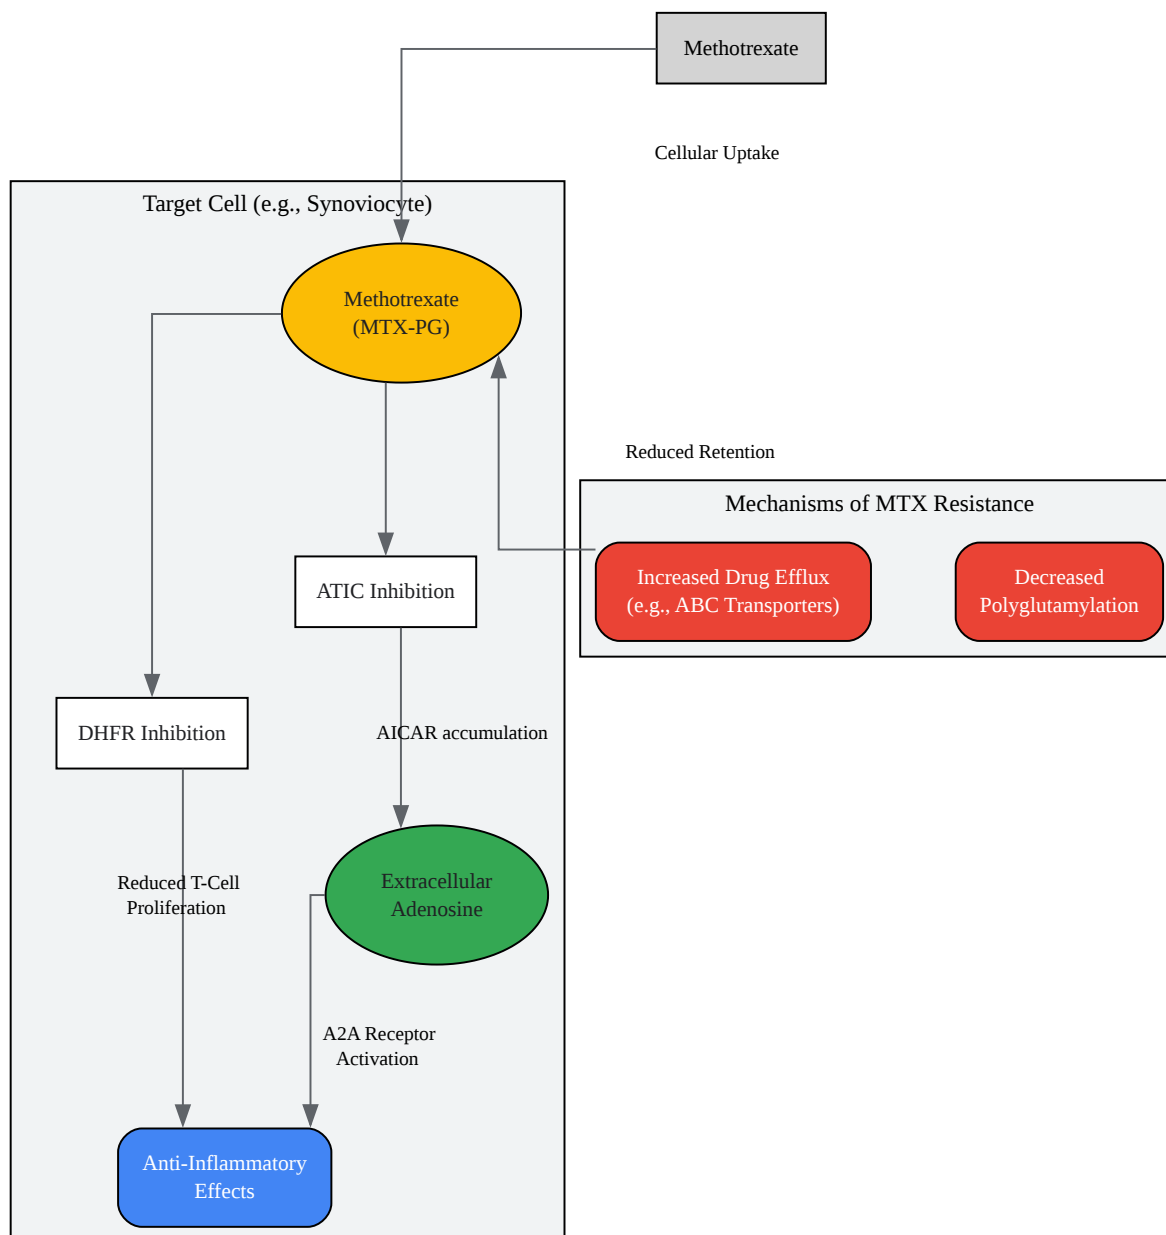 Methotrexate
Cellular Uptake
Target Cell (e.g., Synoviocyte)
Methotrexate
(MTX-PG)
Reduced Retention
Mechanisms of MTX Resistance
Increased Drug Efflux
(e.g., ABC Transporters)
Decreased
Polyglutamylation
ATIC Inhibition
DHFR Inhibition
AICAR accumulation
Reduced T-Cell
Proliferation
Extracellular
Adenosine
A2A Receptor
Activation
Anti-Inflammatory
Effects